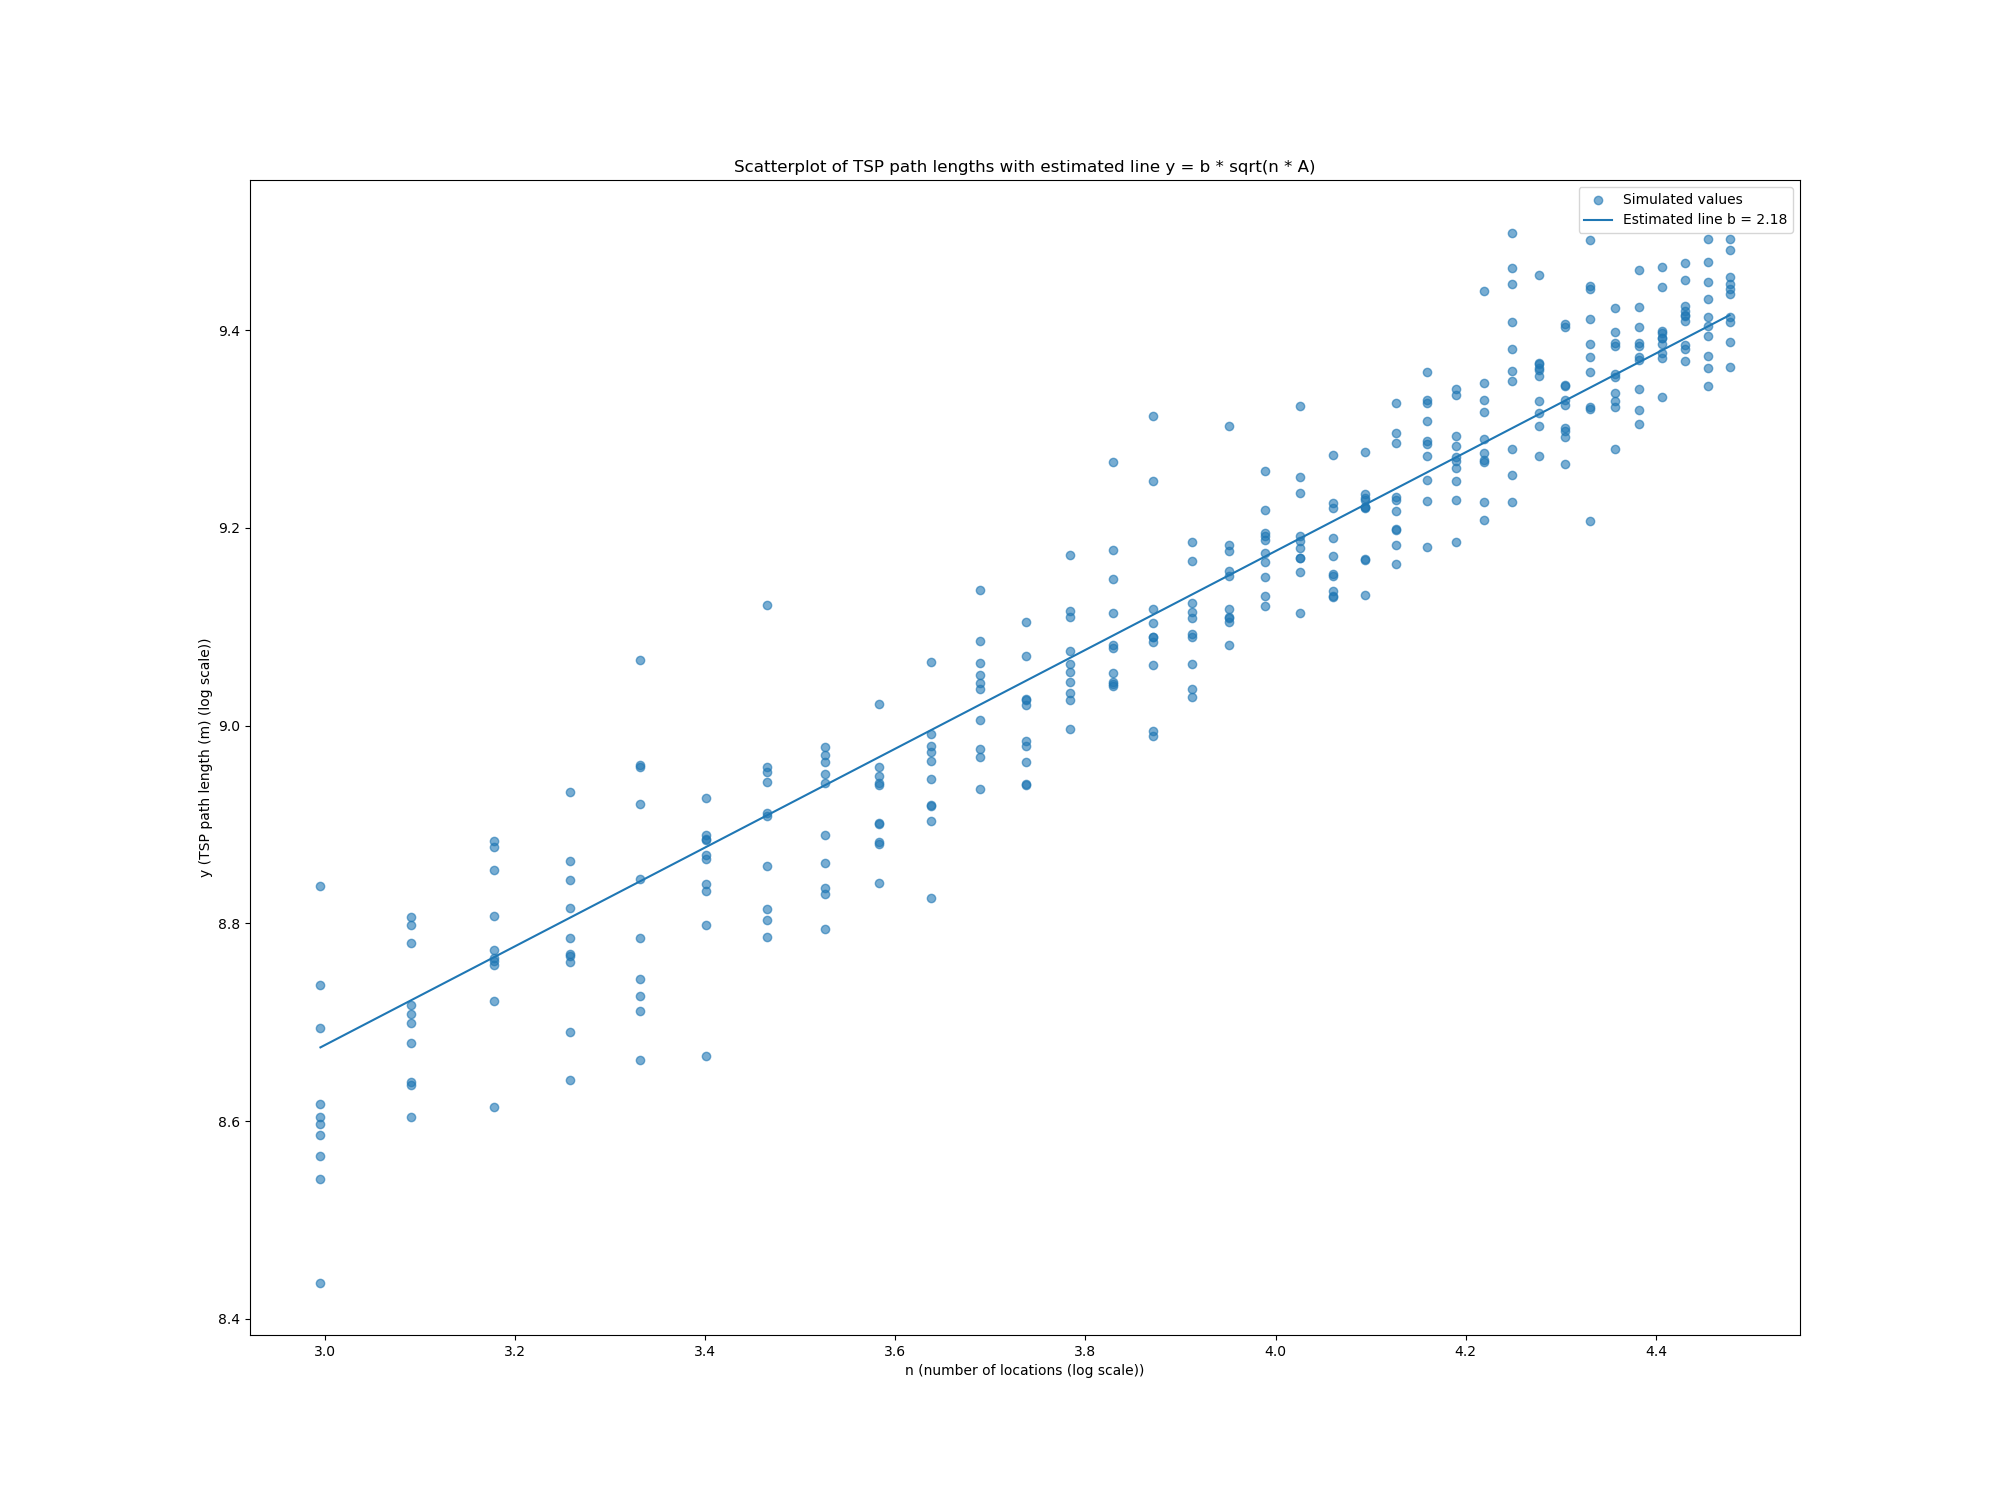 Scatterplot of TSP path lengths with estimated line y = b * sqrt(n * A)
Simulated values
Estimated line b = 2.18
y (TSP path length (m) (log scale))
9.4
9.2
9.0
8.8
8.6
8.4
3.0 3.2 3.4 3.6 3.8 4.0 4.2 4.4
n (number of locations (log scale))